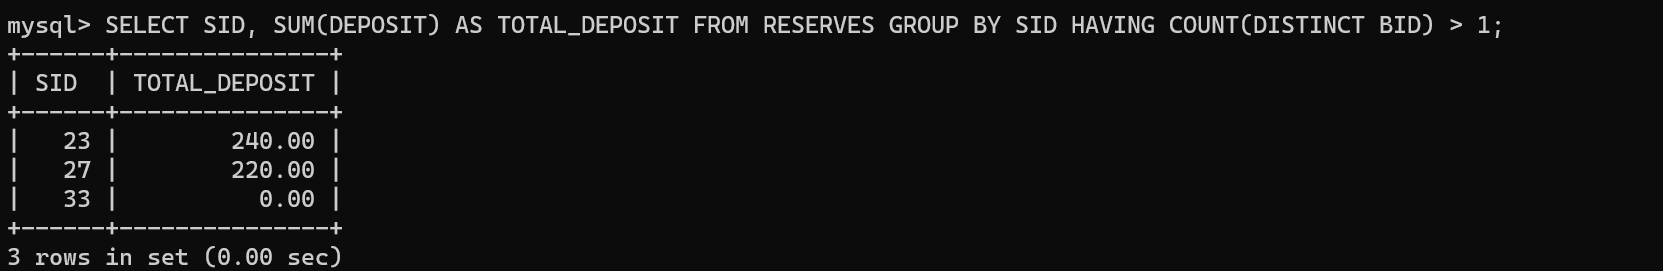 mysql> SELECT SID, SUM(DEPOSIT) AS TOTAL_DEPOSIT FROM RESERVES GROUP BY SID HAVING COUNT(DISTINCT BID) > 1;
+------+---------------+
| SID  | TOTAL_DEPOSIT |
+------+---------------+
|   23 |        240.00 |
|   27 |        220.00 |
|   33 |          0.00 |
+------+---------------+
3 rows in set (0.00 sec)